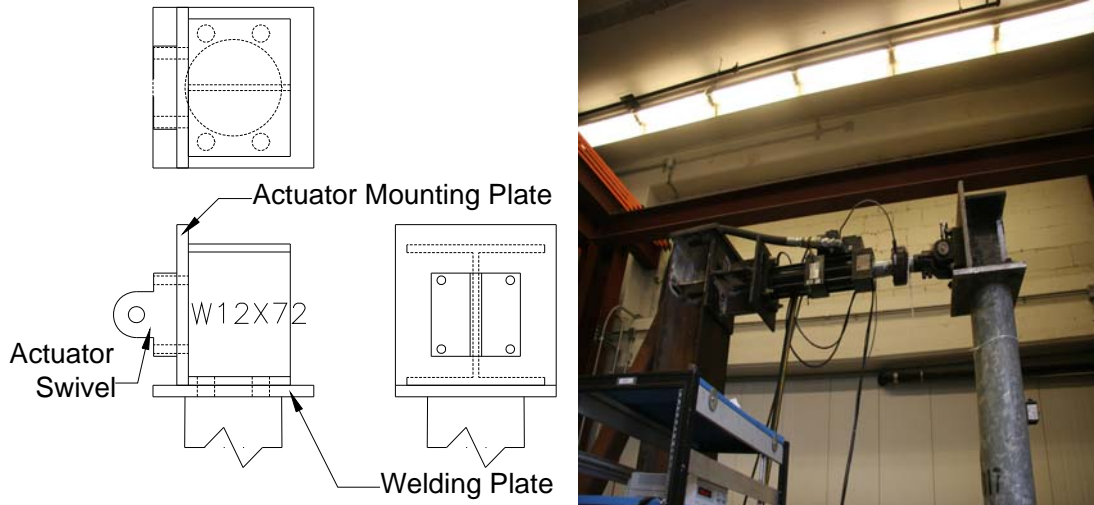 Actuator Mounting Plate
W12X72
Actuator
Swivel
Welding Plate